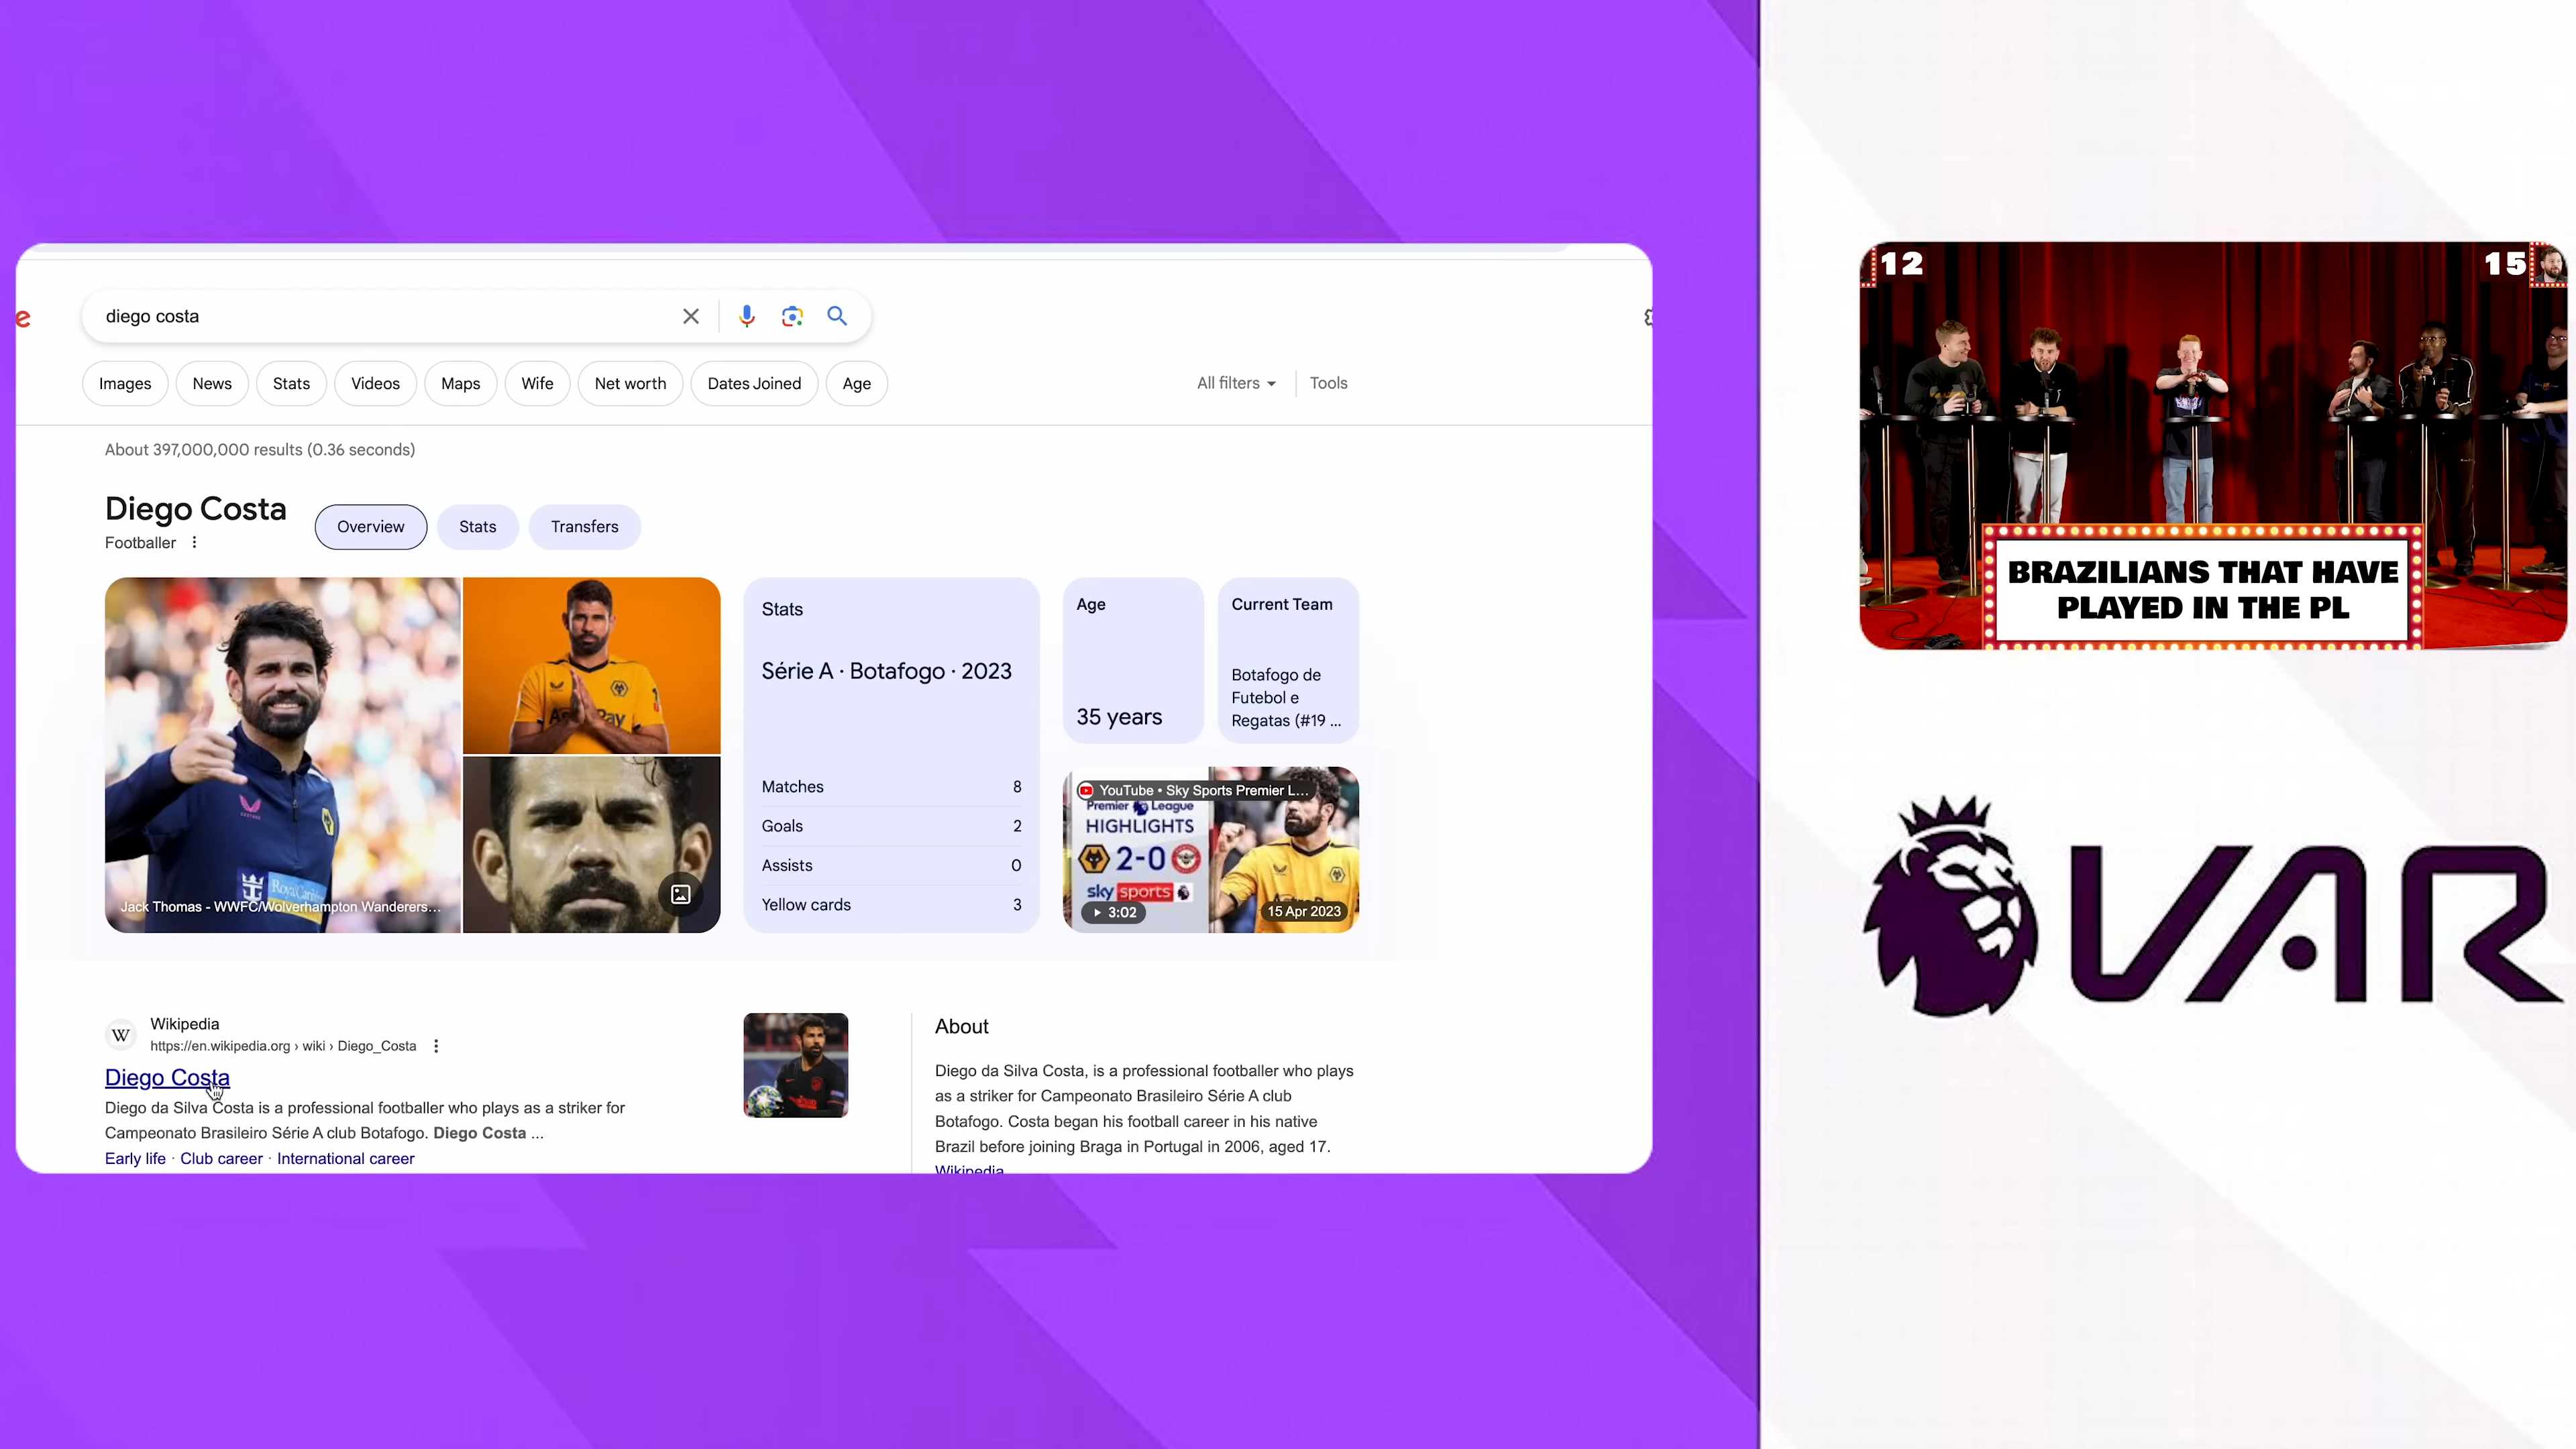 e
diego costa
Images
News
Stats
Videos
Maps
Wife
Net worth
Dates Joined
Age
All filters
Tools
About 397,000,000 results (0.36 seconds)
Diego Costa
Footballer
Overview
Stats
Transfers
Jack Thomas - WWFC/Wolverhampton Wanderers...
Royal
Stats
Série A · Botafogo · 2023
Matches 8
Goals 2
Assists 0
Yellow cards 3
Age
35 years
Current Team
Botafogo de
Futebol e
Regatas (#19 ...
YouTube • Sky Sports Premier L...
Premier League
HIGHLIGHTS
2-0
sky sports
3:02
15 Apr 2023
W
Wikipedia
https://en.wikipedia.org › wiki › Diego_Costa
Diego Costa
Diego da Silva Costa is a professional footballer who plays as a striker for
Campeonato Brasileiro Série A club Botafogo. Diego Costa ...
Early life · Club career · International career
About
Diego da Silva Costa, is a professional footballer who plays
as a striker for Campeonato Brasileiro Série A club
Botafogo. Costa began his football career in his native
Brazil before joining Braga in Portugal in 2006, aged 17.
Wikipedia
12
15
BRAZILIANS THAT HAVE
PLAYED IN THE PL
VAR